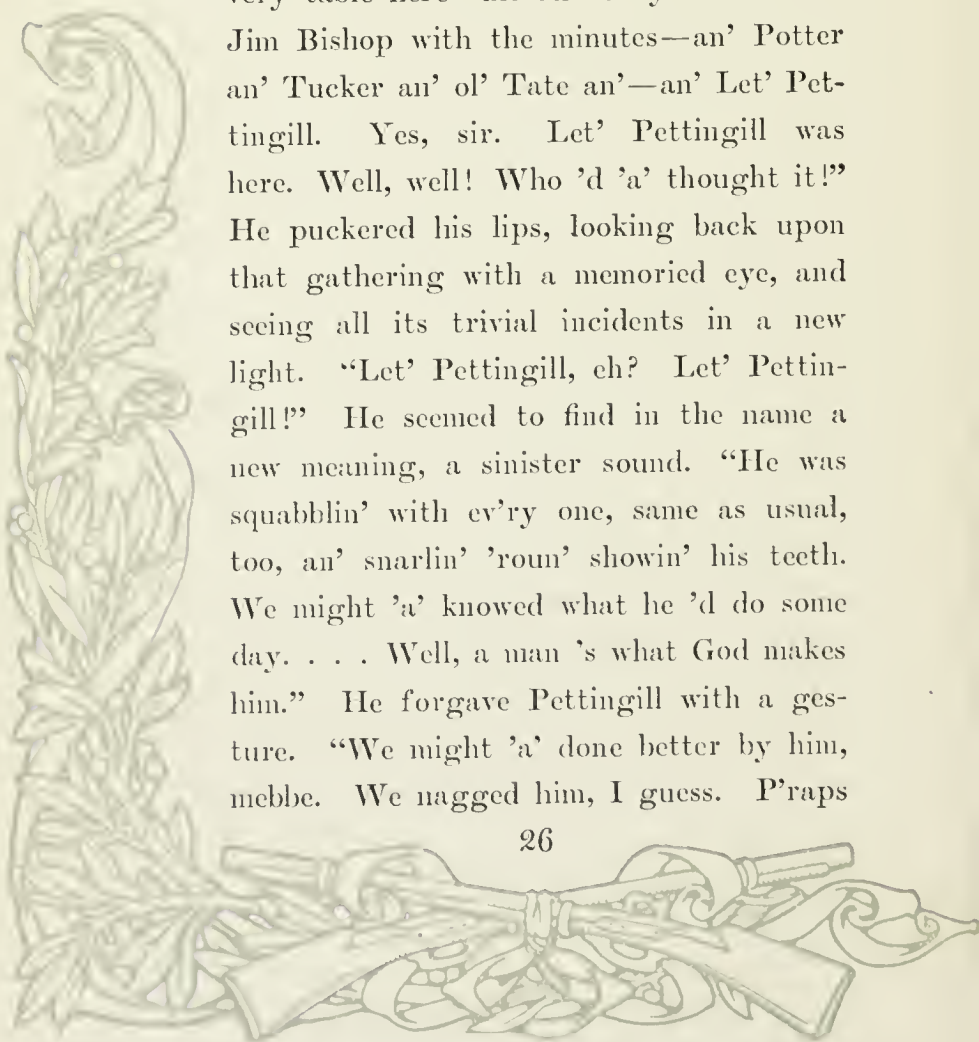 very table here
Jim Bishop with the minutes—an' Potter
an' Tucker an' ol' Tate an'—an' Let' Pet-
tingill. Yes, sir. Let' Pettingill was
here. Well, well! Who 'd 'a' thought it!”
He puckered his lips, looking back upon
that gathering with a memoried eye, and
seeing all its trivial incidents in a new
light. “Let' Pettingill, eh? Let' Pettin-
gill!” He seemed to find in the name a
new meaning, a sinister sound. “He was
squabblin' with ev'ry one, same as usual,
too, an' snarlin' 'roun' showin' his teeth.
We might 'a' knowed what he 'd do some
day. . . . Well, a man 's what God makes
him.” He forgave Pettingill with a ges-
ture. “We might 'a' done better by him,
mebbe. We nagged him, I guess. P'raps
26